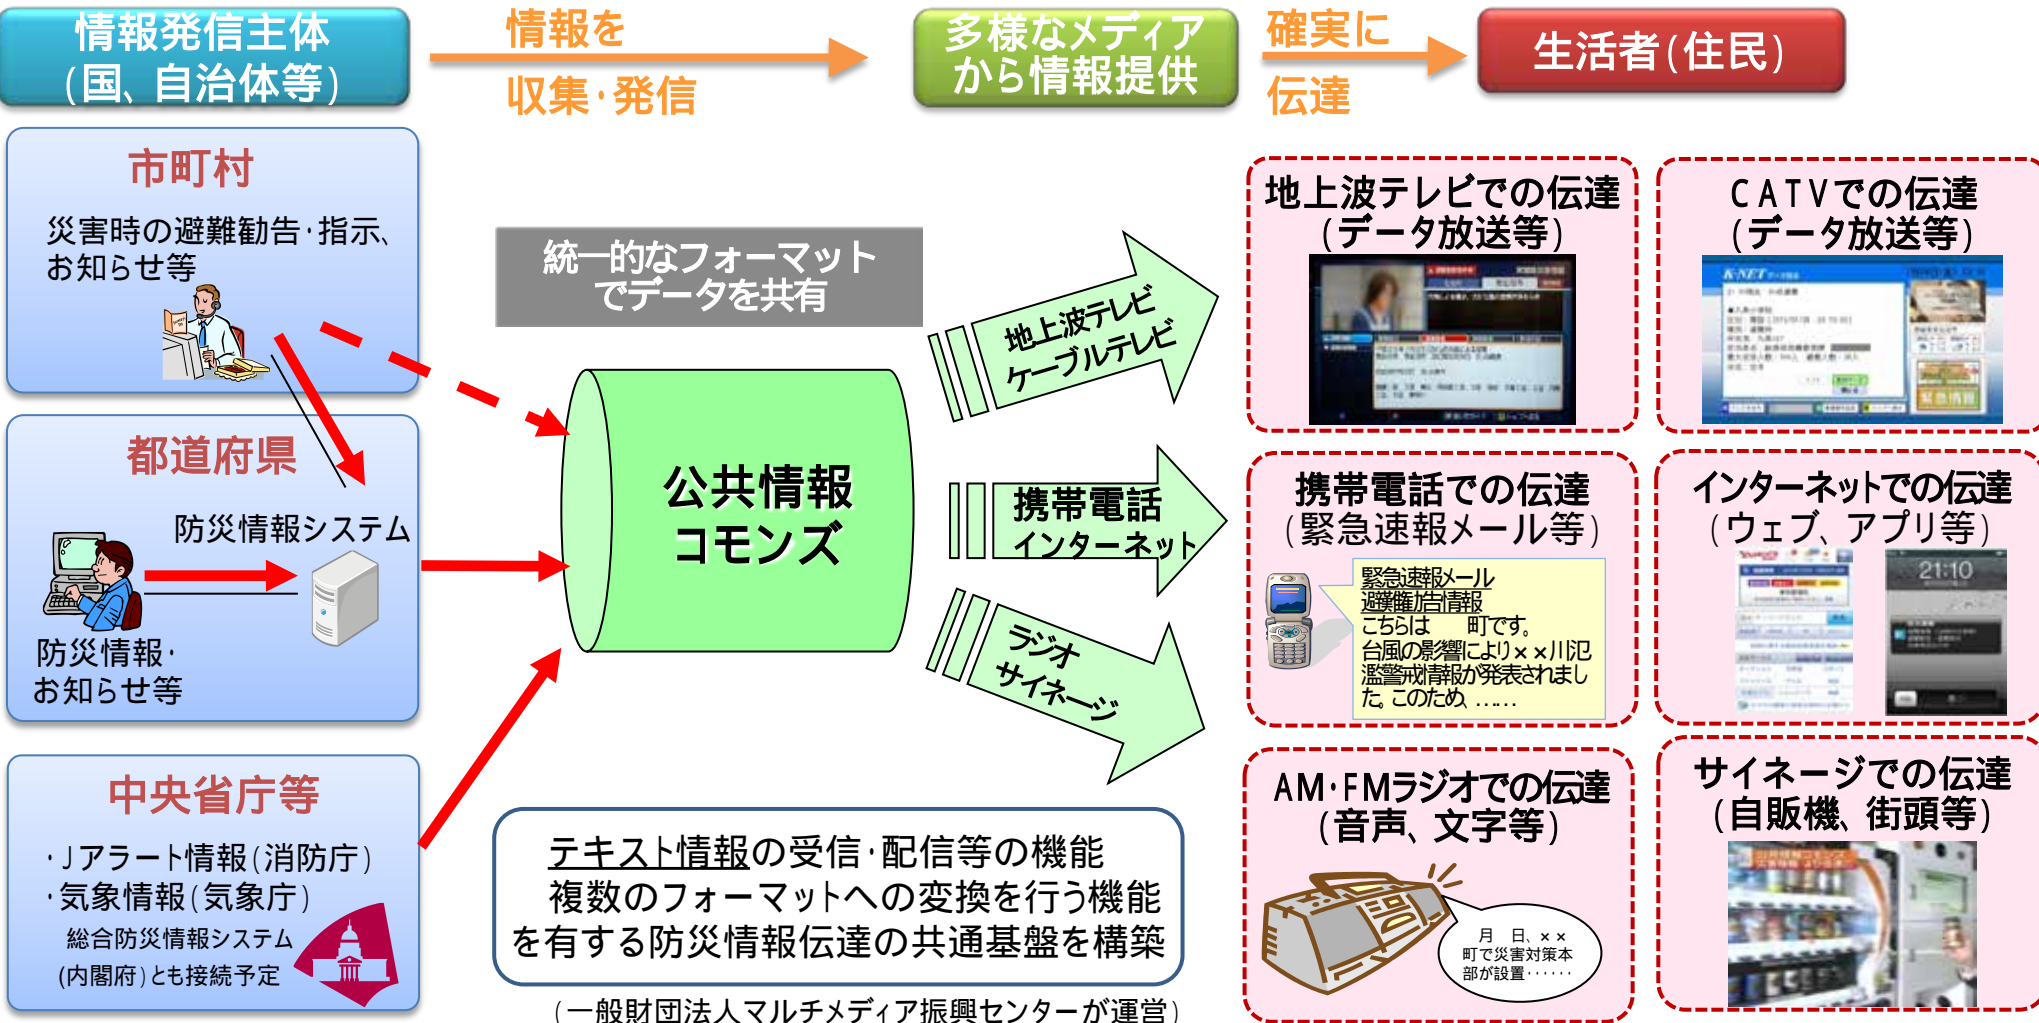 情報発信主体
(国、自治体等)
情報を
収集・発信
多様なメディア
から情報提供
確実に
伝達
生活者(住民)
市町村
災害時の避難勧告・指示、
お知らせ等
都道府県
防災情報システム
防災情報・
お知らせ等
中央省庁等
・Jアラート情報(消防庁)
・気象情報(気象庁)
総合防災情報システム
(内閣府)とも接続予定
統一的なフォーマット
でデータを共有
公共情報
コモンズ
地上波テレビ
ケーブルテレビ
携帯電話
インターネット
ラジオ
サイネージ
テキスト情報の受信・配信等の機能
複数のフォーマットへの変換を行う機能
を有する防災情報伝達の共通基盤を構築
(一般財団法人マルチメディア振興センターが運営)
地上波テレビでの伝達
(データ放送等)
CATVでの伝達
(データ放送等)
K-NET
緊急情報
携帯電話での伝達
(緊急速報メール等)
緊急速報メール
避難勧告情報
こちらは 町です。
台風の影響により××川氾
濫警戒情報が発表されまし
た。このため、……
インターネットでの伝達
(ウェブ、アプリ等)
21:10
AM・FMラジオでの伝達
(音声、文字等)
月 日、××
町で災害対策本
部が設置……
サイネージでの伝達
(自販機、街頭等)